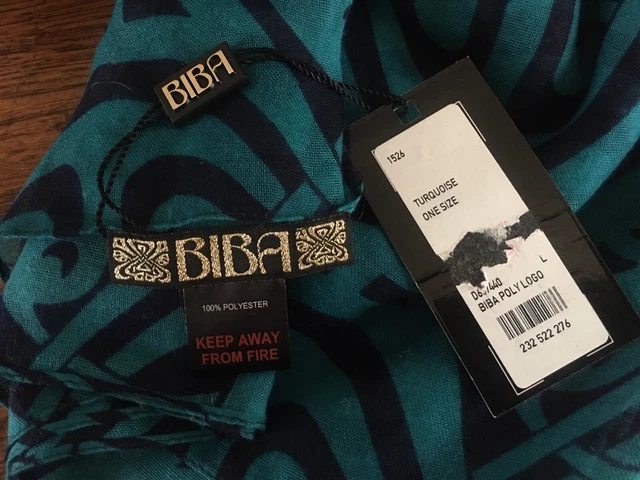 BIBA
1526
TURQUOISE
ONE SIZE
L
BIBA POLY LOGO
232 522 276
BIBA
100% POLYESTER
KEEP AWAY
FROM FIRE